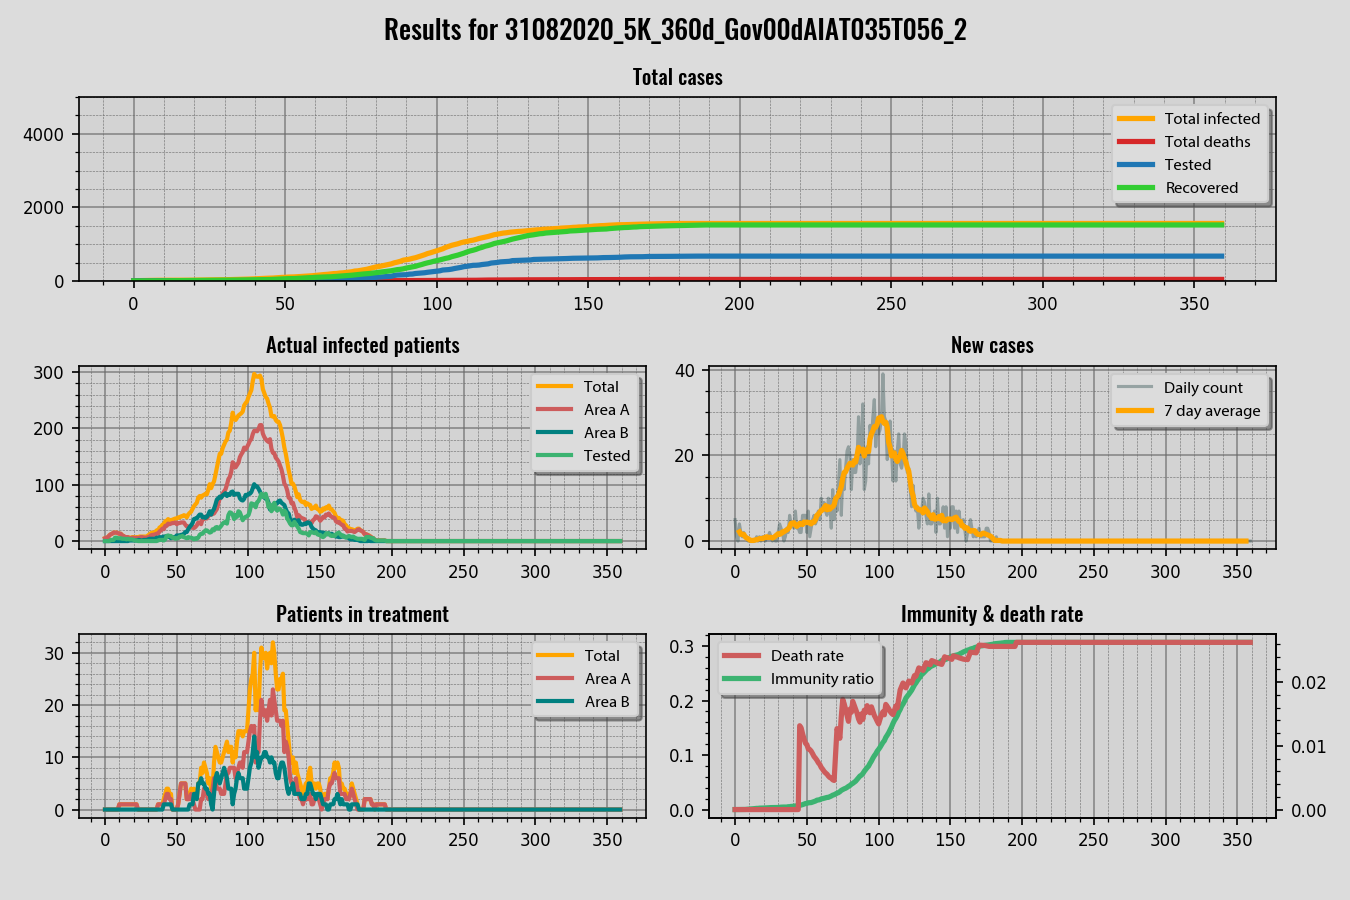 Results for 31082020_5K_360d_Gov00dAIAT035T056_2
Total cases
4000
2000
0
0 50 100 150 200 250 300 350
Total infected
Total deaths
Tested
Recovered
Actual infected patients
300
200
100
0
0 50 100 150 200 250 300 350
Total
Area A
Area B
Tested
New cases
40
20
0
0 50 100 150 200 250 300 350
Daily count
7 day average
Patients in treatment
30
20
10
0
0 50 100 150 200 250 300 350
Total
Area A
Area B
Immunity & death rate
0.3
0.2
0.1
0.0
0 50 100 150 200 250 300 350
0.02
0.01
0.00
Death rate
Immunity ratio